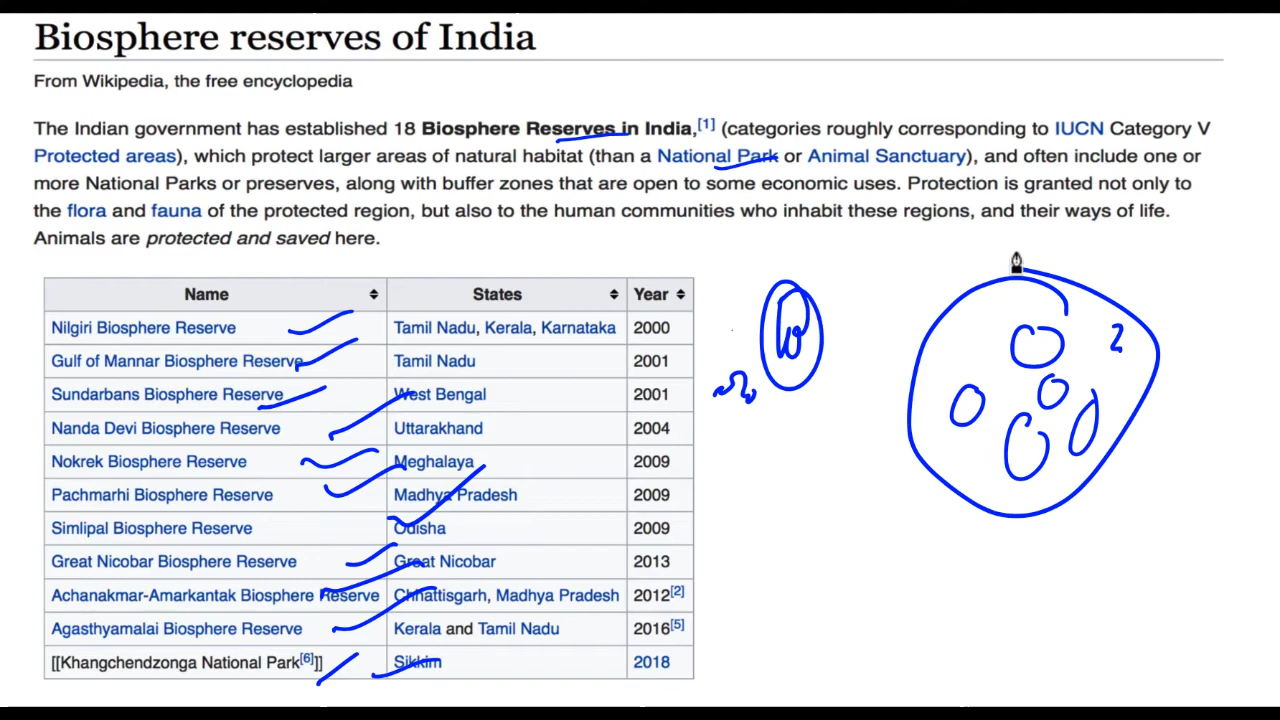 Biosphere reserves of India
From Wikipedia, the free encyclopedia
The Indian government has established 18 Biosphere Reserves in India,[1] (categories roughly corresponding to IUCN Category V
Protected areas), which protect larger areas of natural habitat (than a National Park or Animal Sanctuary), and often include one or
more National Parks or preserves, along with buffer zones that are open to some economic uses. Protection is granted not only to
the flora and fauna of the protected region, but also to the human communities who inhabit these regions, and their ways of life.
Animals are protected and saved here.
Name States Year
Nilgiri Biosphere Reserve Tamil Nadu, Kerala, Karnataka 2000
Gulf of Mannar Biosphere Reserve Tamil Nadu 2001
Sundarbans Biosphere Reserve West Bengal 2001
Nanda Devi Biosphere Reserve Uttarakhand 2004
Nokrek Biosphere Reserve Meghalaya 2009
Pachmarhi Biosphere Reserve Madhya Pradesh 2009
Simlipal Biosphere Reserve Odisha 2009
Great Nicobar Biosphere Reserve Great Nicobar 2013
Achanakmar-Amarkantak Biosphere Reserve Chhattisgarh, Madhya Pradesh 2012[2]
Agasthyamalai Biosphere Reserve Kerala and Tamil Nadu 2016[5]
[[Khangchendzonga National Park[6]]] Sikkim 2018